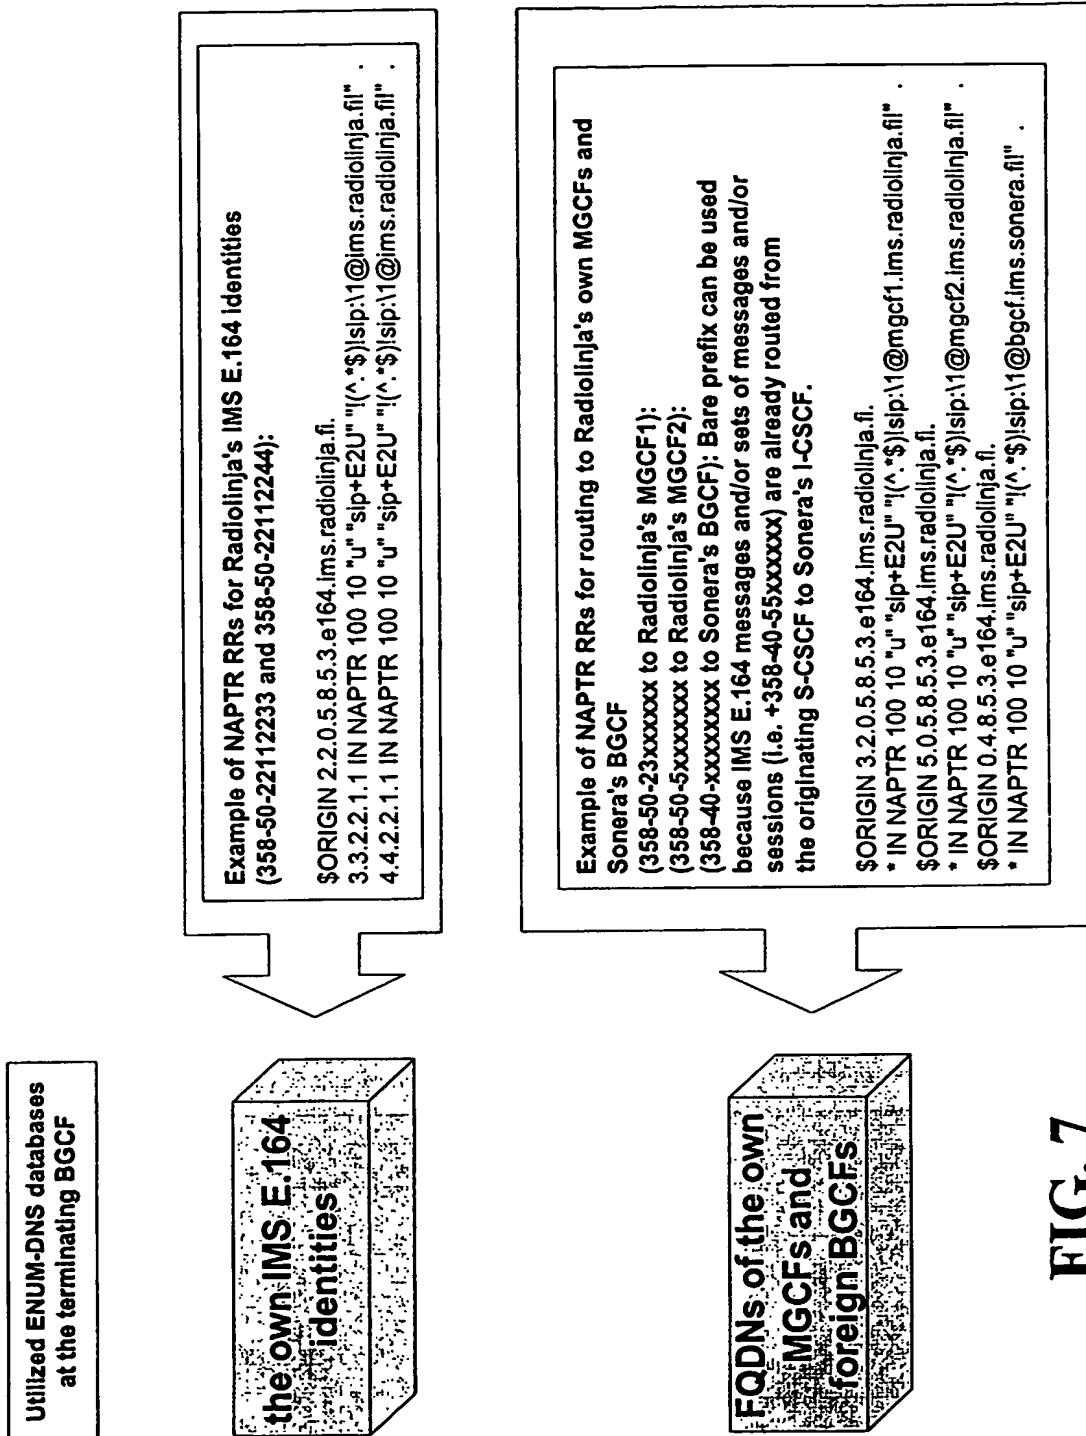 Utilized ENUM-DNS databases
at the terminating BGCF
the own IMS E.164
identities
Example of NAPTR RRs for Radiolinja's IMS E.164 identities
(358-50-22112233 and 358-50-22112244):
$ORIGIN 2.2.0.5.8.5.3.e164.ims.radiolinja.fi.
3.3.2.2.1.1 IN NAPTR 100 10 "u" "sip+E2U" "!(^.*$)!sip:\1@ims.radiolinja.fi!" .
4.4.2.2.1.1 IN NAPTR 100 10 "u" "sip+E2U" "!(^.*$)!sip:\1@ims.radiolinja.fi!" .
FQDNs of the own
MGCFs and
foreign BGCFs
Example of NAPTR RRs for routing to Radiolinja's own MGCFs and
Sonera's BGCF
(358-50-23xxxxxx to Radiolinja's MGCF1):
(358-50-5xxxxxxx to Radiolinja's MGCF2):
(358-40-xxxxxxxx to Sonera's BGCF): Bare prefix can be used
because IMS E.164 messages and/or sets of messages and/or
sessions (i.e. +358-40-55xxxxxx) are already routed from
the originating S-CSCF to Sonera's I-CSCF.
$ORIGIN 3.2.0.5.8.5.3.e164.ims.radiolinja.fi.
* IN NAPTR 100 10 "u" "sip+E2U" "!(^.*$)!sip:\1@mgcf1.ims.radiolinja.fi!" .
$ORIGIN 5.0.5.8.5.3.e164.ims.radiolinja.fi.
* IN NAPTR 100 10 "u" "sip+E2U" "!(^.*$)!sip:\1@mgcf2.ims.radiolinja.fi!" .
$ORIGIN 0.4.8.5.3.e164.ims.radiolinja.fi.
* IN NAPTR 100 10 "u" "sip+E2U" "!(^.*$)!sip:\1@bgcf.ims.sonera.fi!" .
FIG. 7